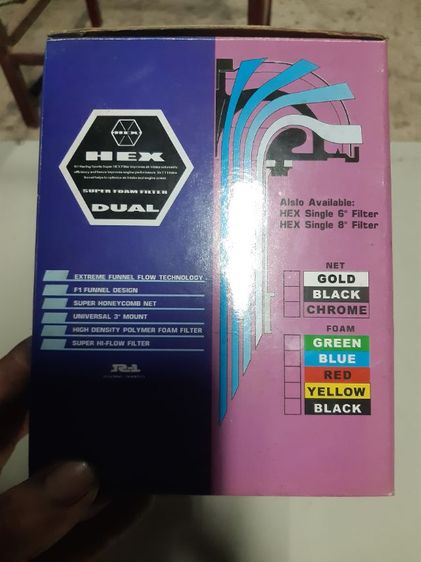 HEX
HEX
SUPER FOAM FILTER
DUAL
EXTREME FUNNEL FLOW TECHNOLOGY
F1 FUNNEL DESIGN
SUPER HONEYCOMB NET
UNIVERSAL 3" MOUNT
HIGH DENSITY POLYMER FOAM FILTER
SUPER HI-FLOW FILTER
R1
Alslo Available:
HEX Single 6" Filter
HEX Single 8" Filter
NET
GOLD
BLACK
CHROME
FOAM
GREEN
BLUE
RED
YELLOW
BLACK